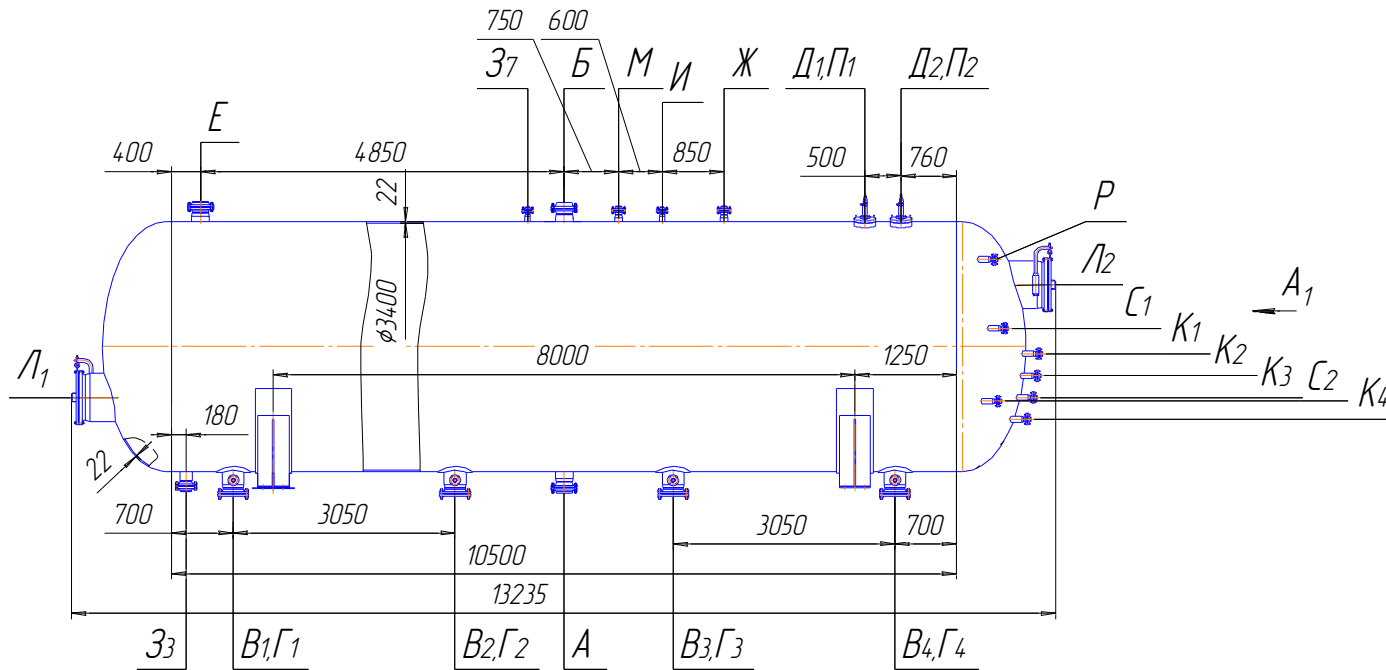 750 600
З7 Б М И Ж Д1,П1 Д2,П2
Е
400 4850 850 500 760
22
Р
Л2
А1
⌀3400
С1
К1
8000 1250
К2
Л1
К3 С2
К4
180
22
700 3050 3050 700
10500
13235
З3 В1,Г1 В2,Г2 А В3,Г3 В4,Г4